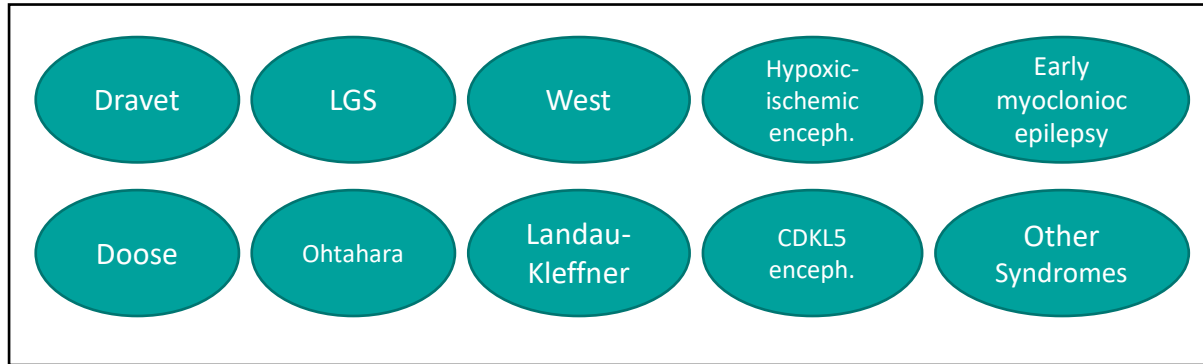 Dravet
LGS
West
Hypoxic-
ischemic
enceph.
Early
myoclonioc
epilepsy
Doose
Ohtahara
Landau-
Kleffner
CDKL5
enceph.
Other
Syndromes